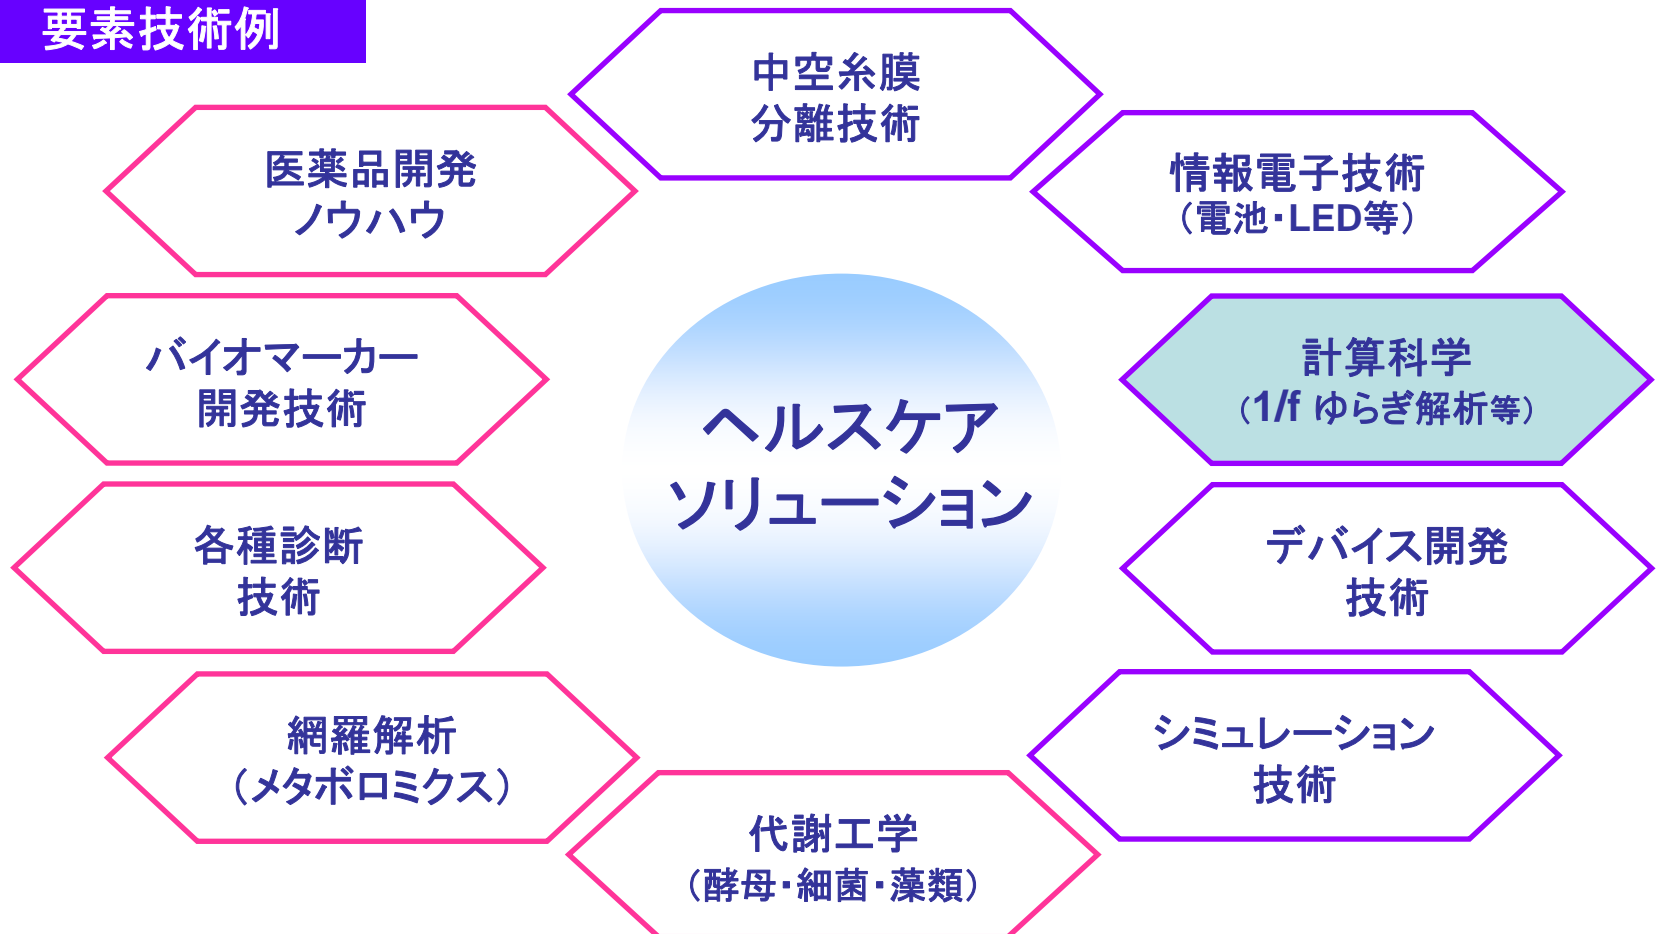 要素技術例
中空糸膜
分離技術
医薬品開発
ノウハウ
情報電子技術
（電池・LED等）
バイオマーカー
開発技術
計算科学
（1/f ゆらぎ解析等）
ヘルスケア
ソリューション
各種診断
技術
デバイス開発
技術
網羅解析
（メタボロミクス）
シミュレーション
技術
代謝工学
（酵母・細菌・藻類）